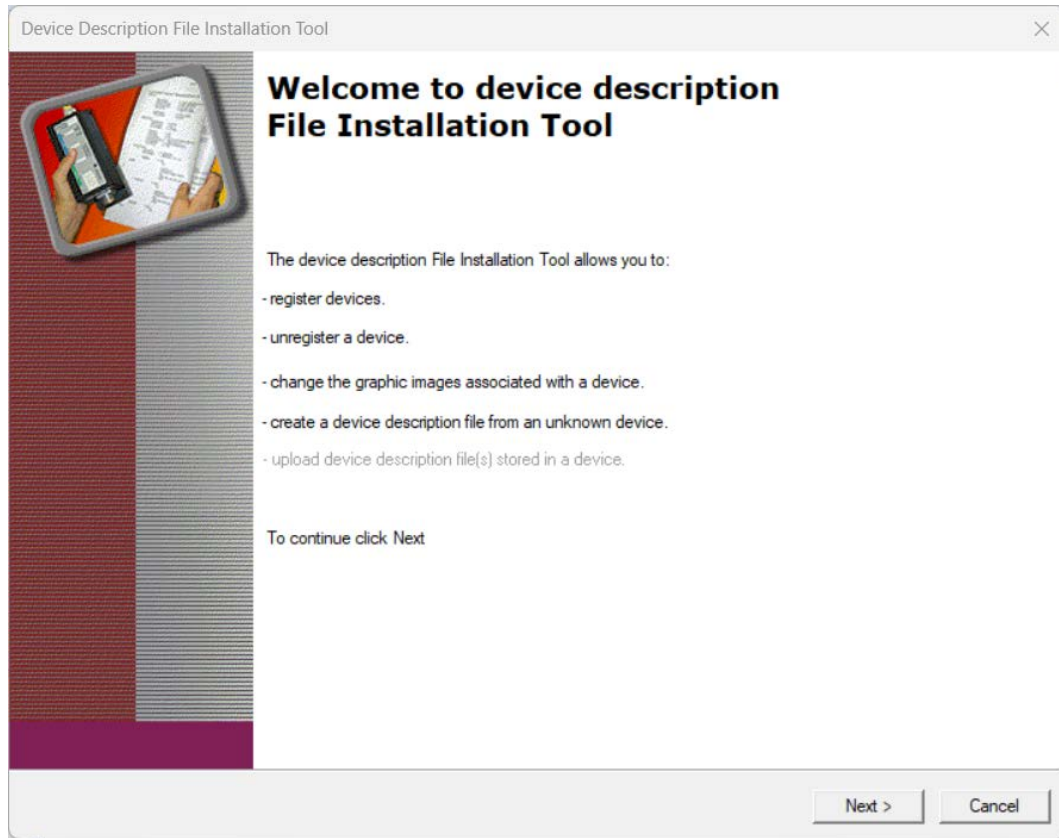 Device Description File Installation Tool
Welcome to device description
File Installation Tool
The device description File Installation Tool allows you to:
- register devices.
- unregister a device.
- change the graphic images associated with a device.
- create a device description file from an unknown device.
- upload device description file(s) stored in a device.
To continue click Next
Next >
Cancel